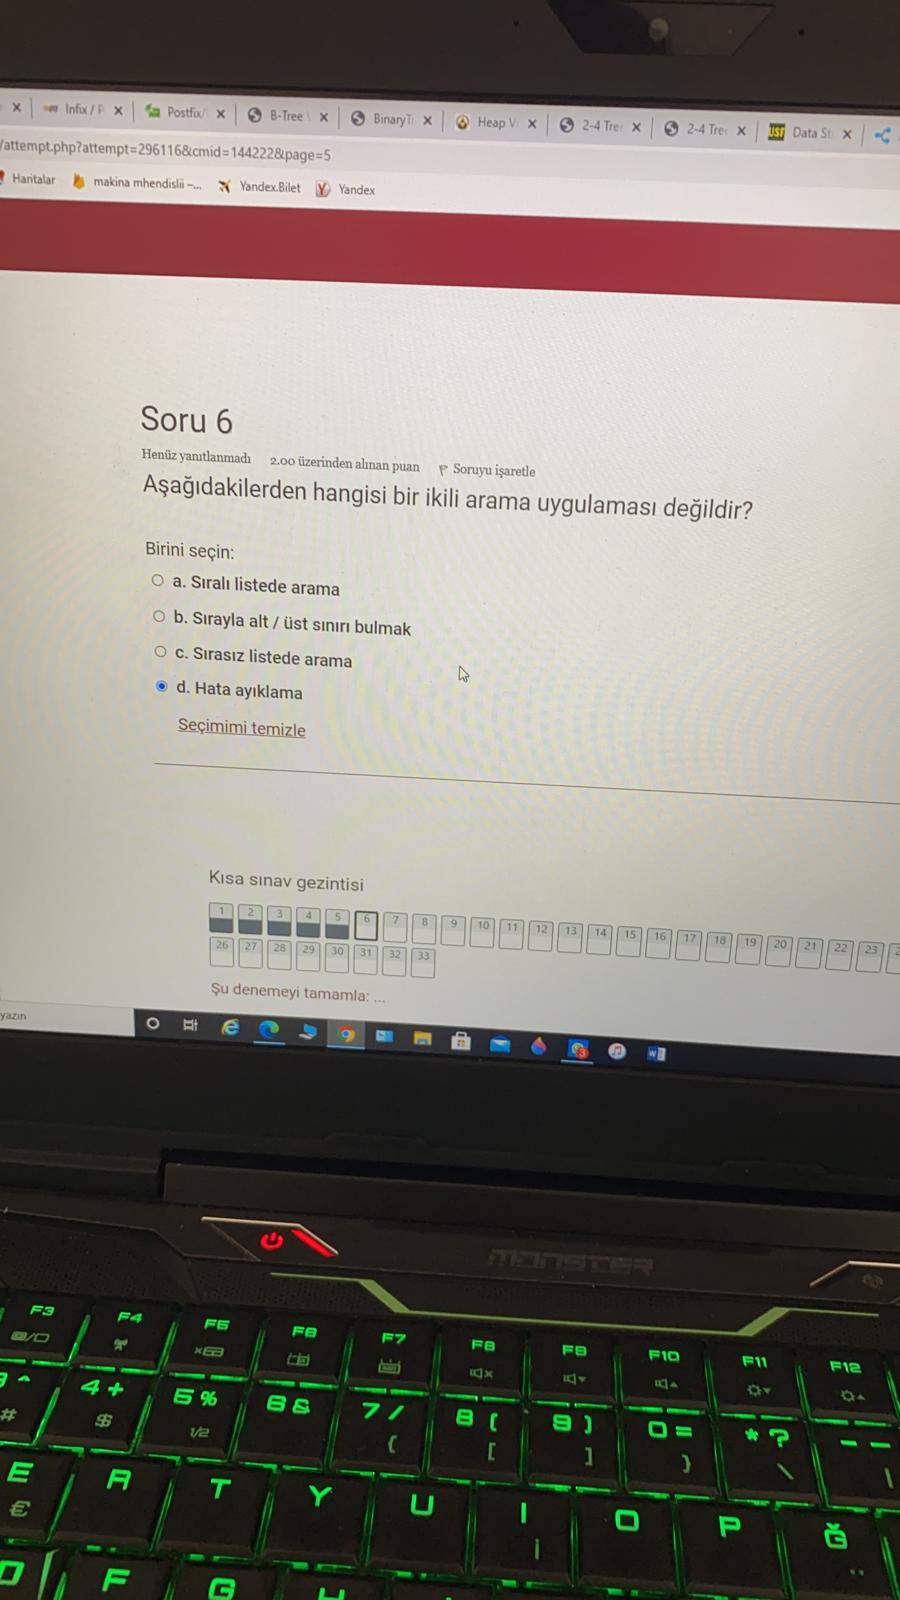 Infix / P
Postfix/
B-Tree
BinaryTr
Heap Vi
2-4 Tree
2-4 Tree
USF Data St
/attempt.php?attempt=296116&cmid=144222&page=5
Haritalar
makina mhendislii –...
Yandex.Bilet
Yandex
Soru 6
Henüz yanıtlanmadı 2.00 üzerinden alınan puan Soruyu işaretle
Aşağıdakilerden hangisi bir ikili arama uygulaması değildir?
Birini seçin:
a. Sıralı listede arama
b. Sırayla alt / üst sınırı bulmak
c. Sırasız listede arama
d. Hata ayıklama
Seçimimi temizle
Kısa sınav gezintisi
1 2 3 4 5 6 7 8 9 10 11 12 13 14 15 16 17 18 19 20 21 22 23
26 27 28 29 30 31 32 33
Şu denemeyi tamamla: ...
yazın
MONSTER
F3 F4 F5 F6 F7 F8 F9 F10 F11 F12
# 4 + $ 5 % 1/2 6 & 7 / { 8 ( [ 9 ) ] 0 = } * ? \
E € R T Y U I i O P Ğ
D F G H